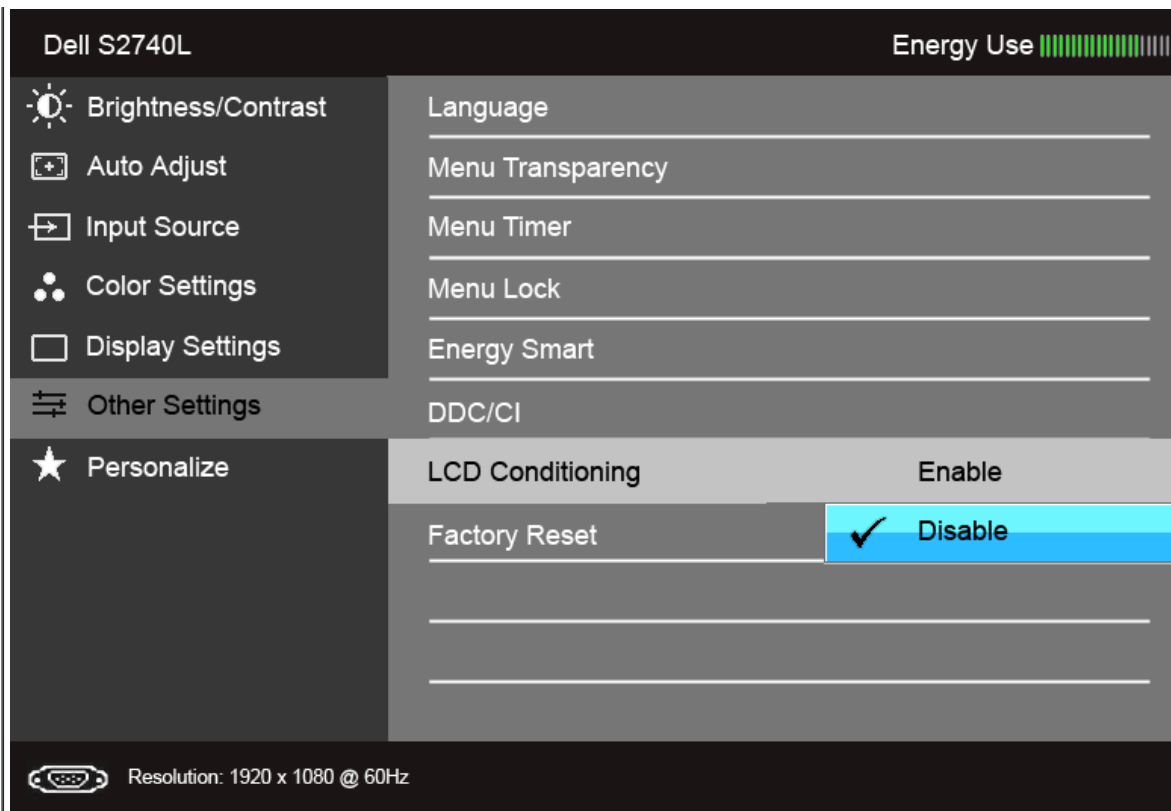 Dell S2740L
Energy Use
Brightness/Contrast
Auto Adjust
Input Source
Color Settings
Display Settings
Other Settings
Personalize
Language
Menu Transparency
Menu Timer
Menu Lock
Energy Smart
DDC/CI
LCD Conditioning
Enable
Disable
Factory Reset
Resolution: 1920 x 1080 @ 60Hz